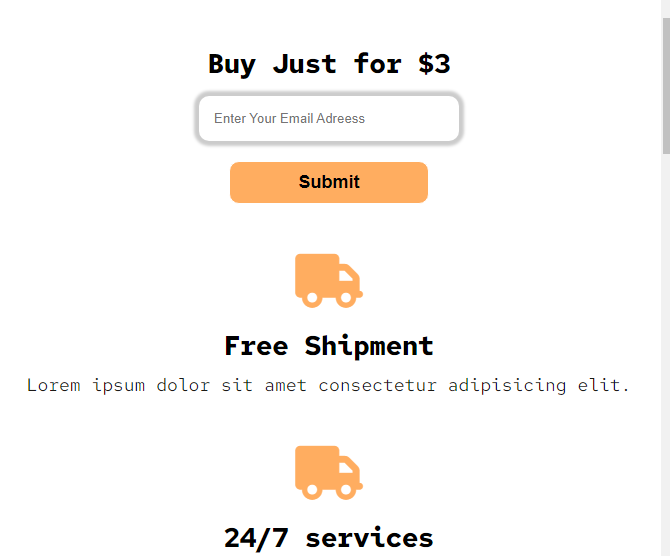 Buy Just for $3
Enter Your Email Adreess
Submit
Free Shipment
Lorem ipsum dolor sit amet consectetur adipisicing elit.
24/7 services